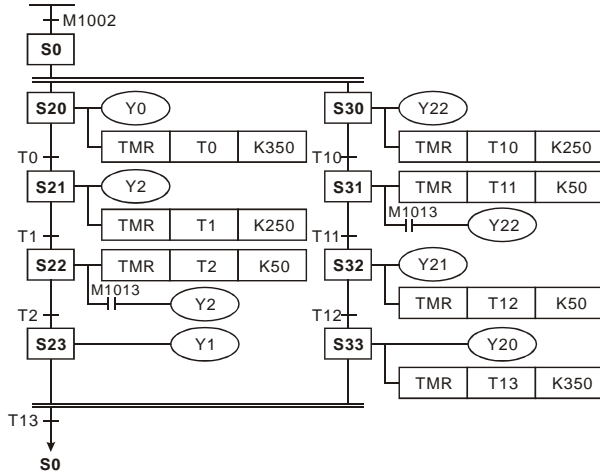 M1002
S0
S20 Y0 S30 Y22
TMR T0 K350 TMR T10 K250
T0 T10
S21 Y2 S31 TMR T11 K50
TMR T1 K250 M1013 Y22
T1 T11
S22 TMR T2 K50 S32 Y21
M1013 Y2 TMR T12 K50
T2 T12
S23 Y1 S33 Y20
TMR T13 K350
T13
S0